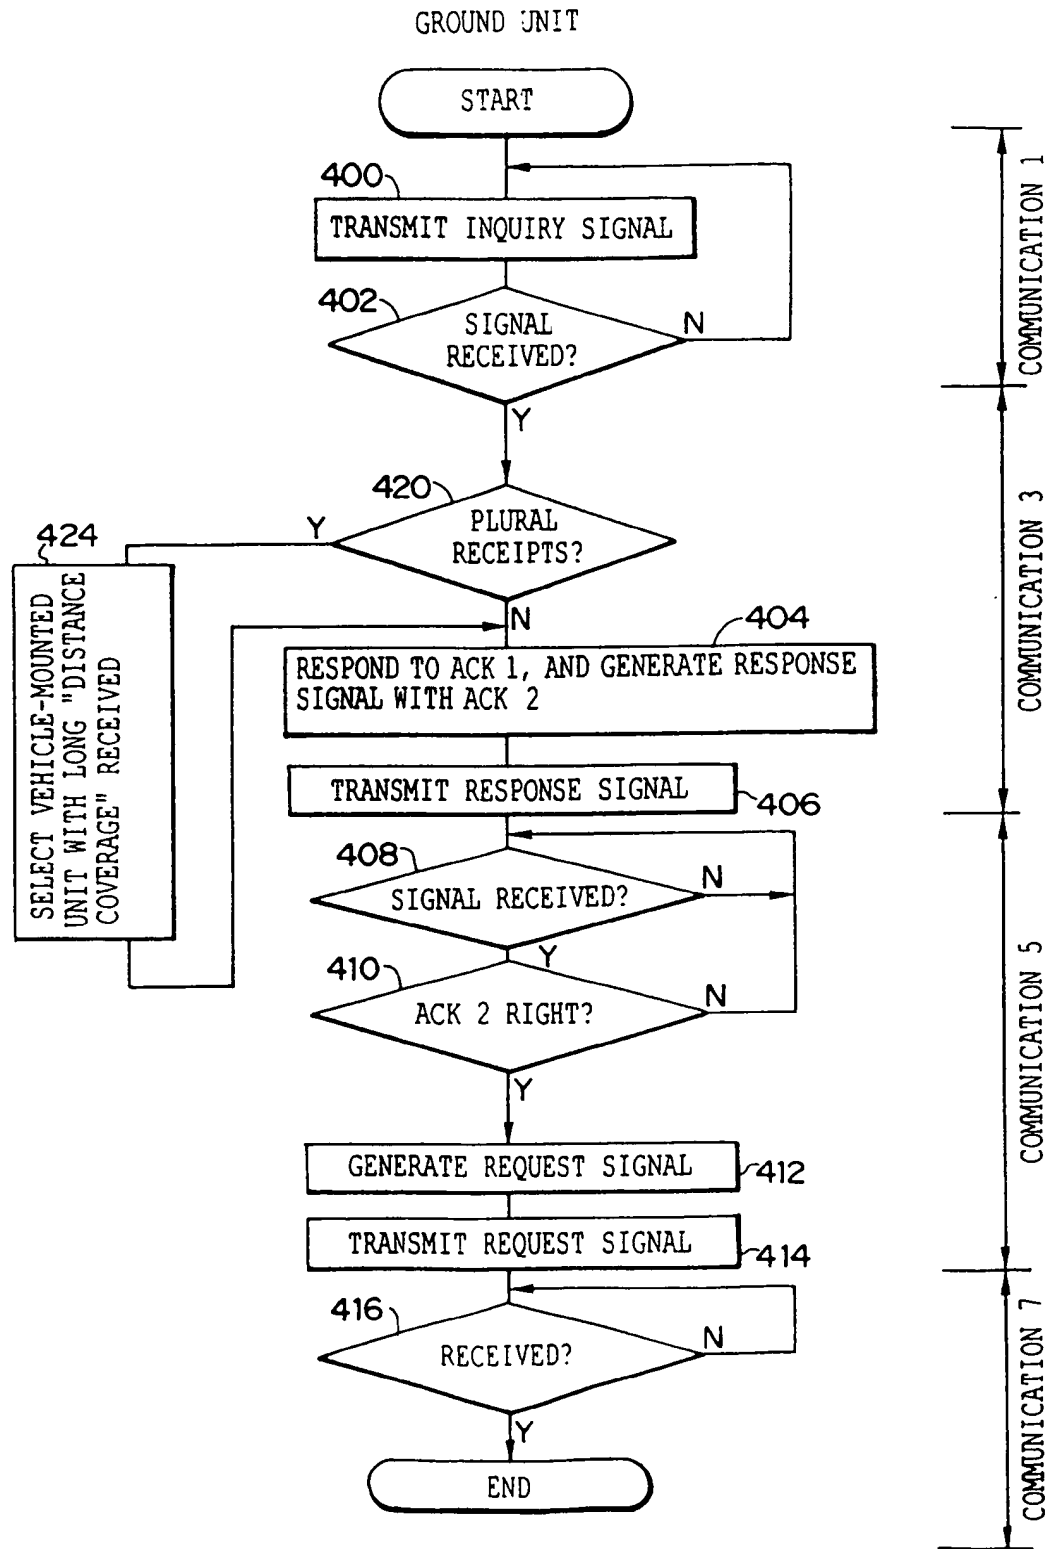 GROUND UNIT
START
400
TRANSMIT INQUIRY SIGNAL
402
SIGNAL
RECEIVED?
N
Y
COMMUNICATION 1
420
PLURAL
RECEIPTS?
Y
N
424
SELECT VEHICLE-MOUNTED
UNIT WITH LONG "DISTANCE
COVERAGE" RECEIVED
404
RESPOND TO ACK 1, AND GENERATE RESPONSE
SIGNAL WITH ACK 2
TRANSMIT RESPONSE SIGNAL
406
COMMUNICATION 3
408
SIGNAL RECEIVED?
N
Y
410
ACK 2 RIGHT?
N
Y
GENERATE REQUEST SIGNAL
412
TRANSMIT REQUEST SIGNAL
414
COMMUNICATION 5
416
RECEIVED?
N
Y
END
COMMUNICATION 7